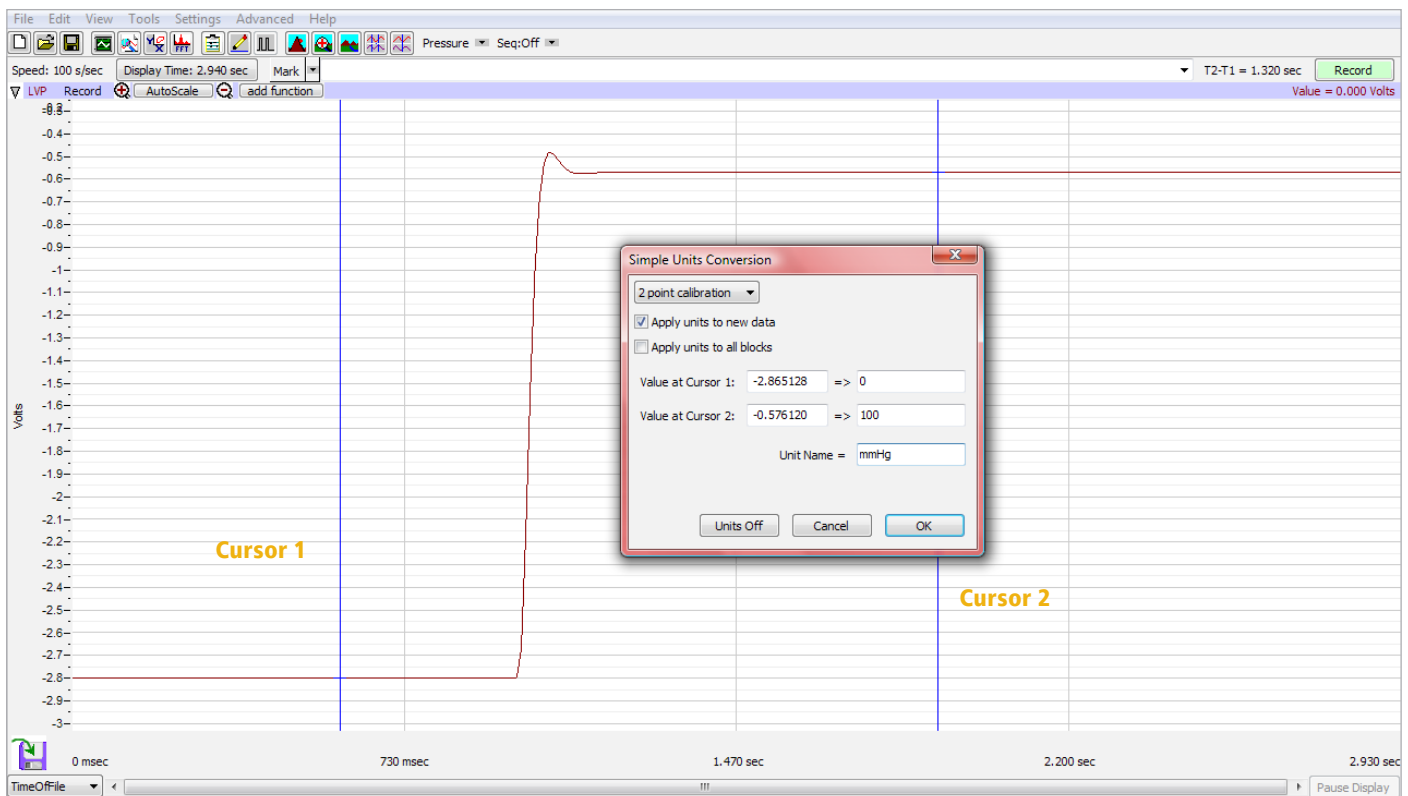 File Edit View Tools Settings Advanced Help
Pressure Seq:Off
Speed: 100 s/sec Display Time: 2.940 sec Mark T2-T1 = 1.320 sec Record
LVP Record AutoScale add function Value = 0.000 Volts
-0.4
-0.5
-0.6
-0.7
-0.8
-0.9
-1
-1.1
-1.2
-1.3
-1.4
-1.5
-1.6
-1.7
-1.8
-1.9
-2
-2.1
-2.2
-2.3
-2.4
-2.5
-2.6
-2.7
-2.8
-2.9
-3
Volts
Cursor 1
Simple Units Conversion
2 point calibration
Apply units to new data
Apply units to all blocks
Value at Cursor 1: -2.865128 => 0
Value at Cursor 2: -0.576120 => 100
Unit Name = mmHg
Units Off Cancel OK
Cursor 2
0 msec 730 msec 1.470 sec 2.200 sec 2.930 sec
TimeOfFile Pause Display